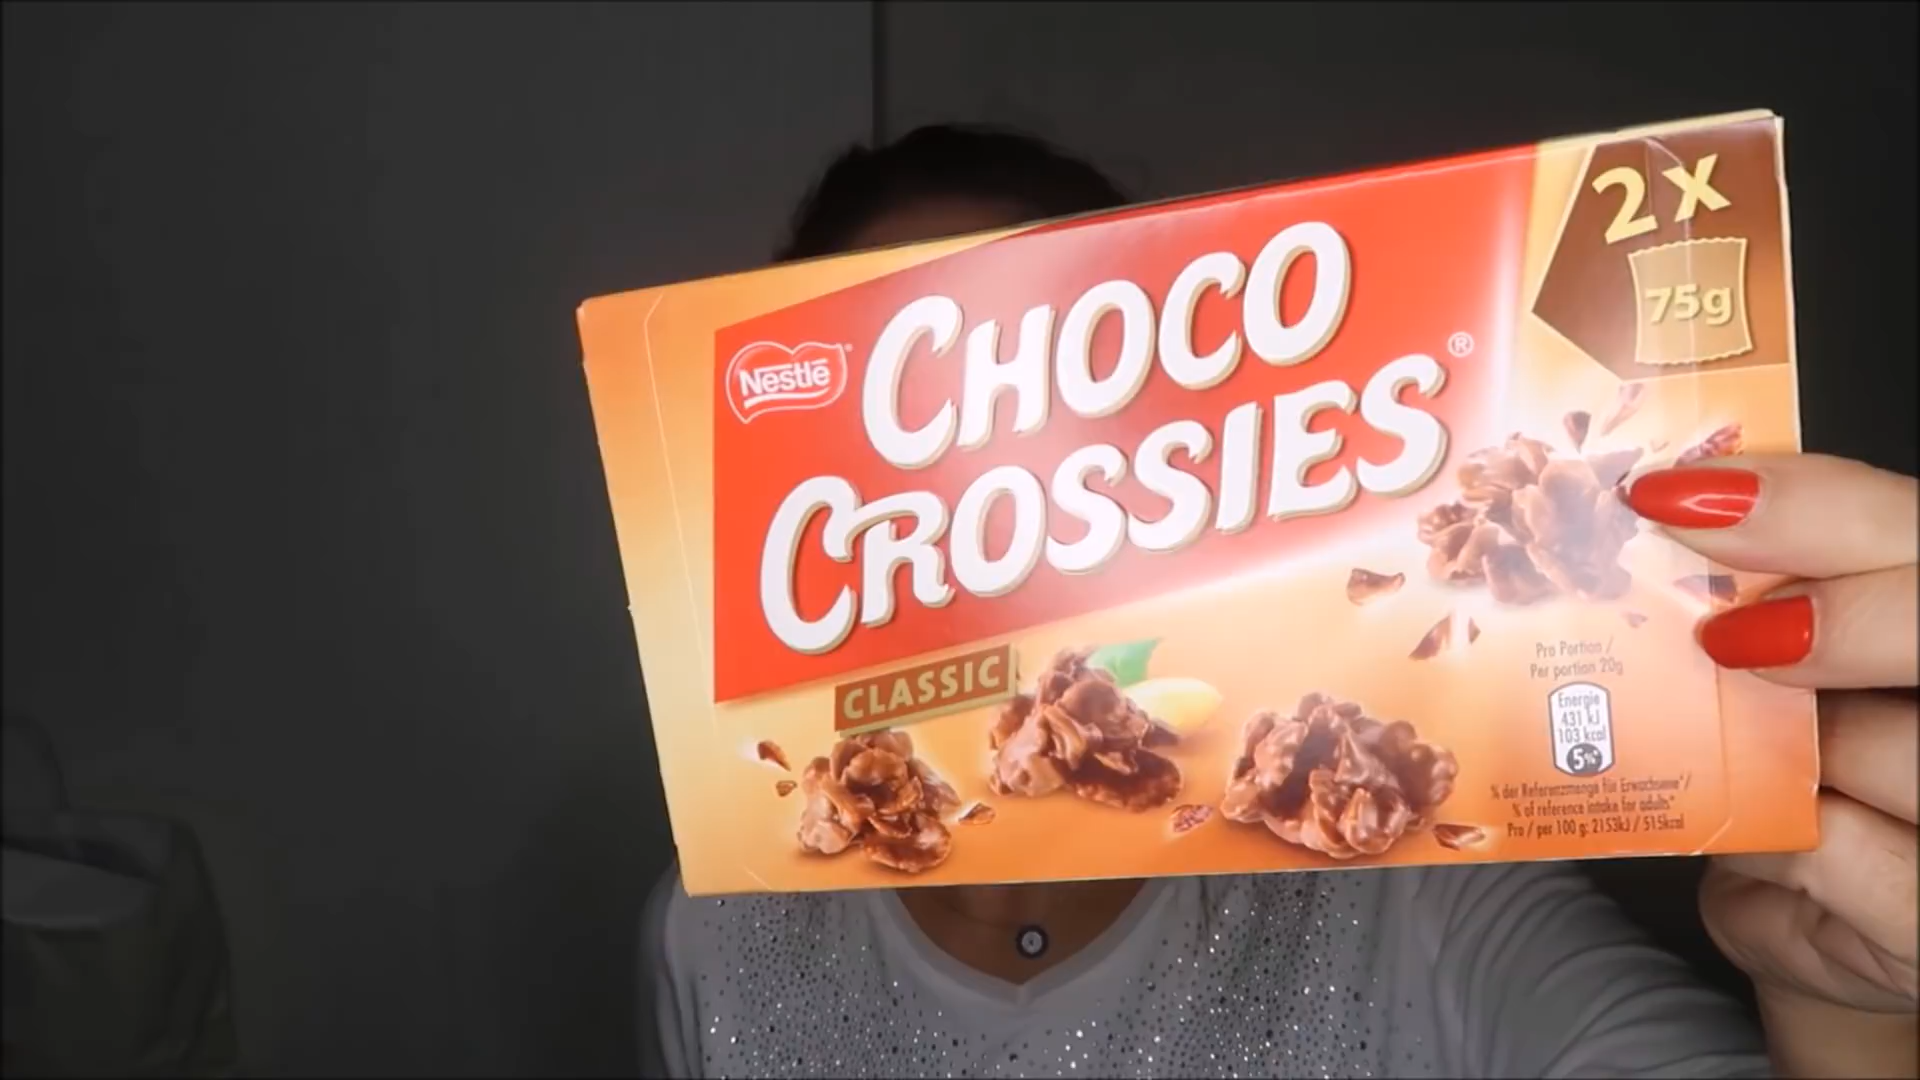 2x
75g
Nestlé
CHOCO
CROSSIES®
CLASSIC
Pro Portion /
Per portion 20g
Energie
431 kJ
103 kcal
5%*
% der Referenzmenge für Erwachsene*/
% of reference intake for adults*
Pro / per 100 g: 2153kJ / 515kcal